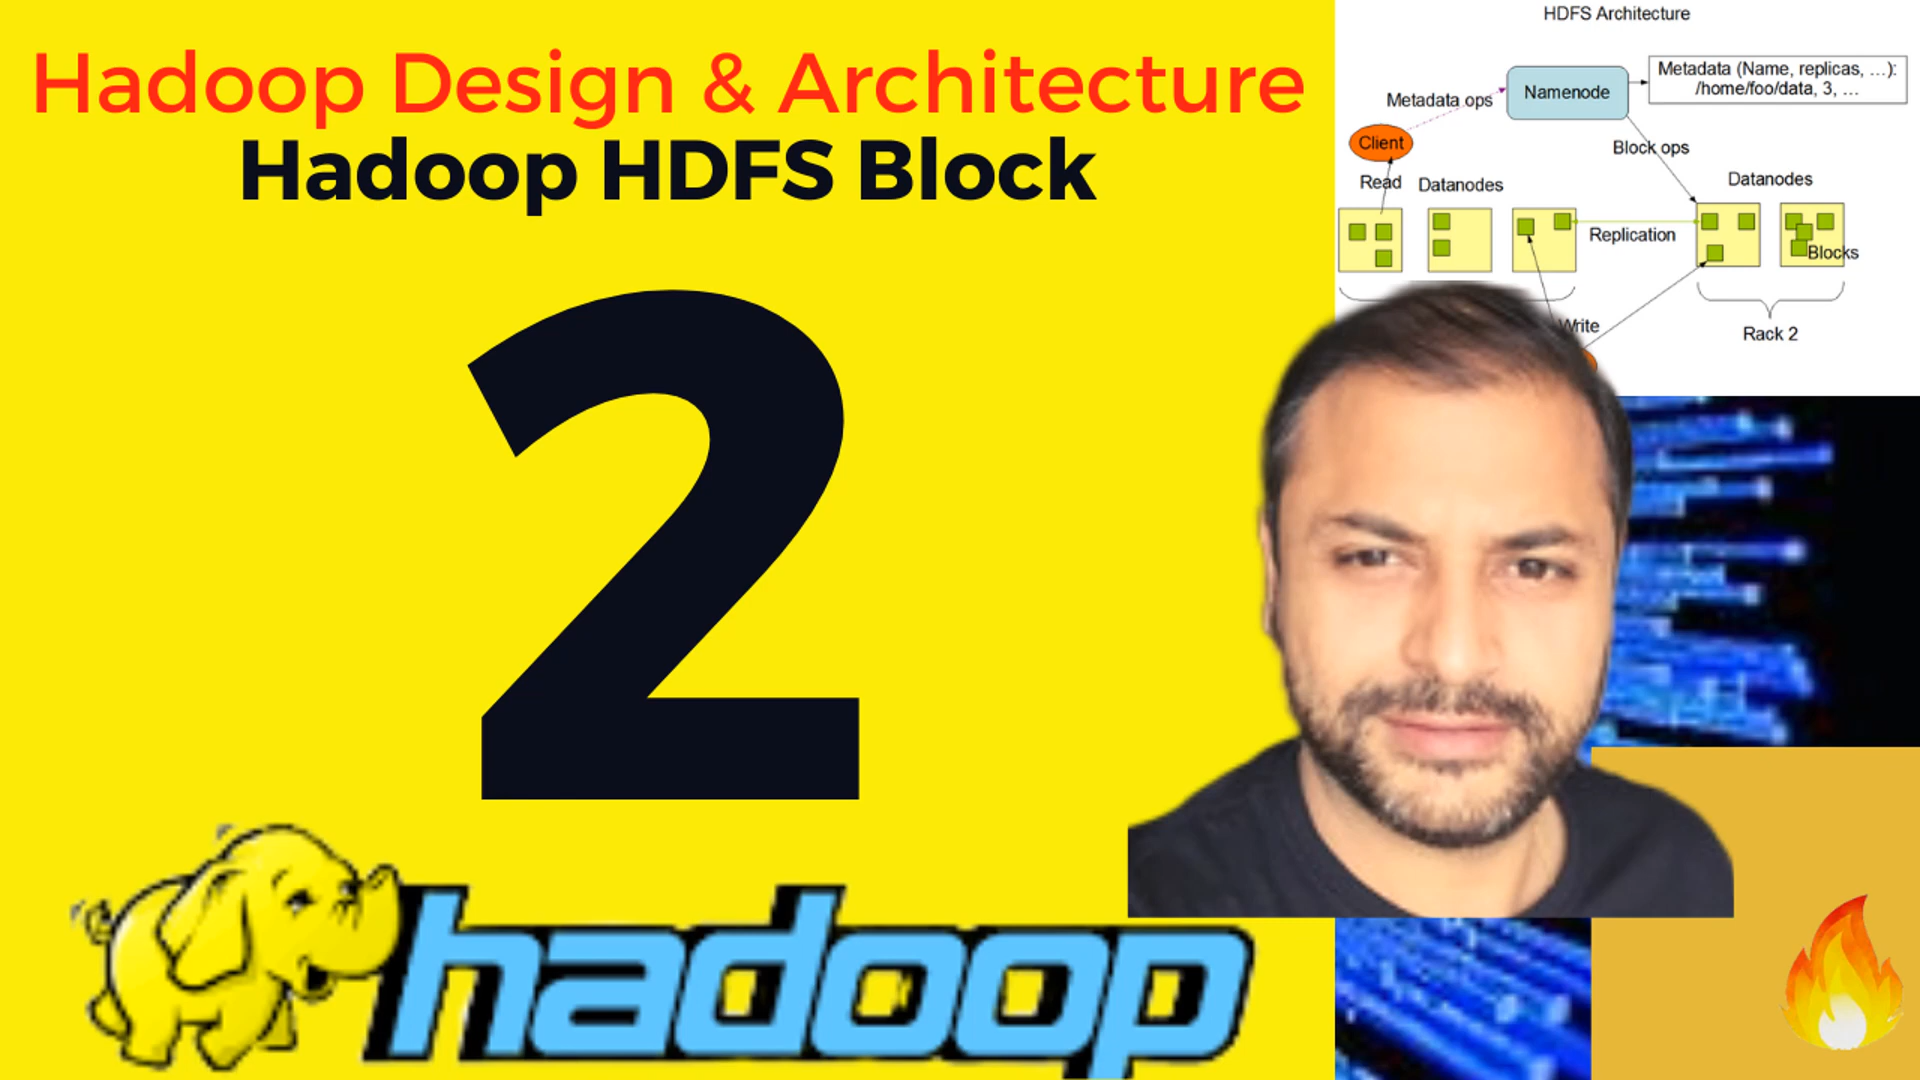 Hadoop Design & Architecture
Hadoop HDFS Block
2
hadoop
HDFS Architecture
Metadata (Name, replicas, ...):
/home/foo/data, 3, ...
Namenode
Metadata ops
Client
Block ops
Read
Datanodes
Datanodes
Replication
Blocks
Write
Rack 2